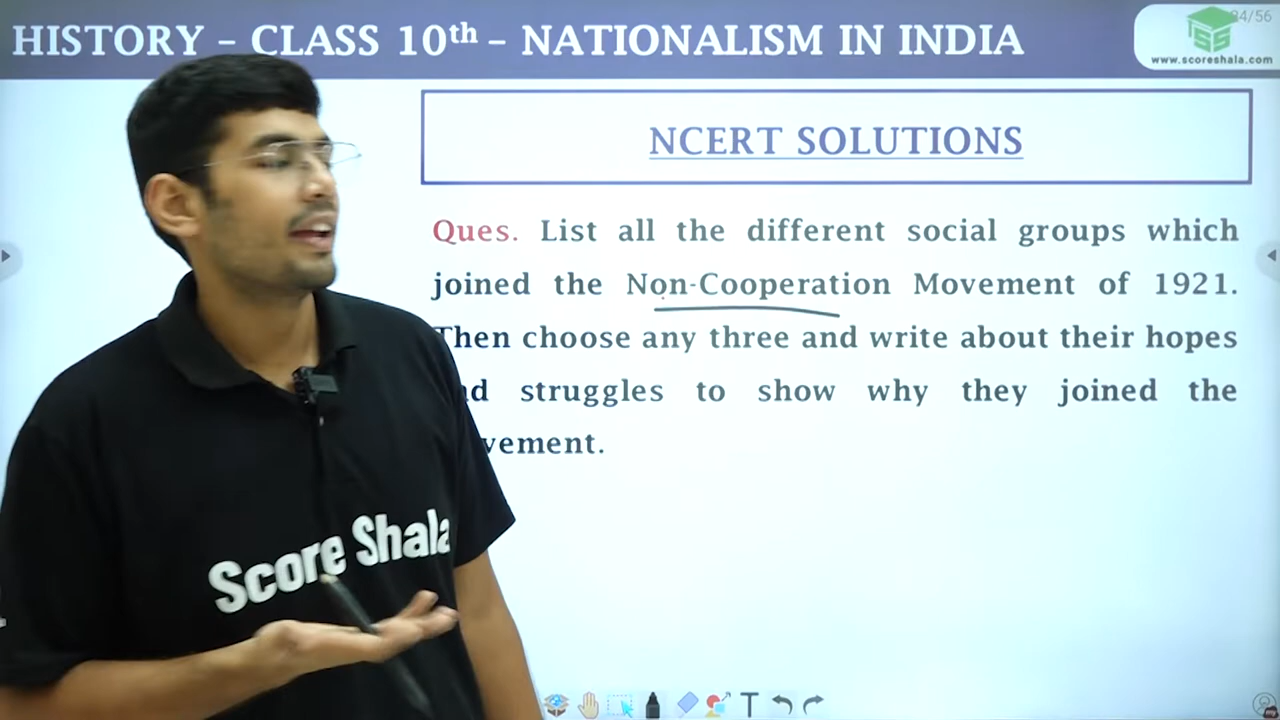 HISTORY – CLASS 10th – NATIONALISM IN INDIA
/56
www.scoreshala.com
NCERT SOLUTIONS
Ques. List all the different social groups which
joined the Non-Cooperation Movement of 1921.
Then choose any three and write about their hopes
struggles to show why they joined the
Score Shala